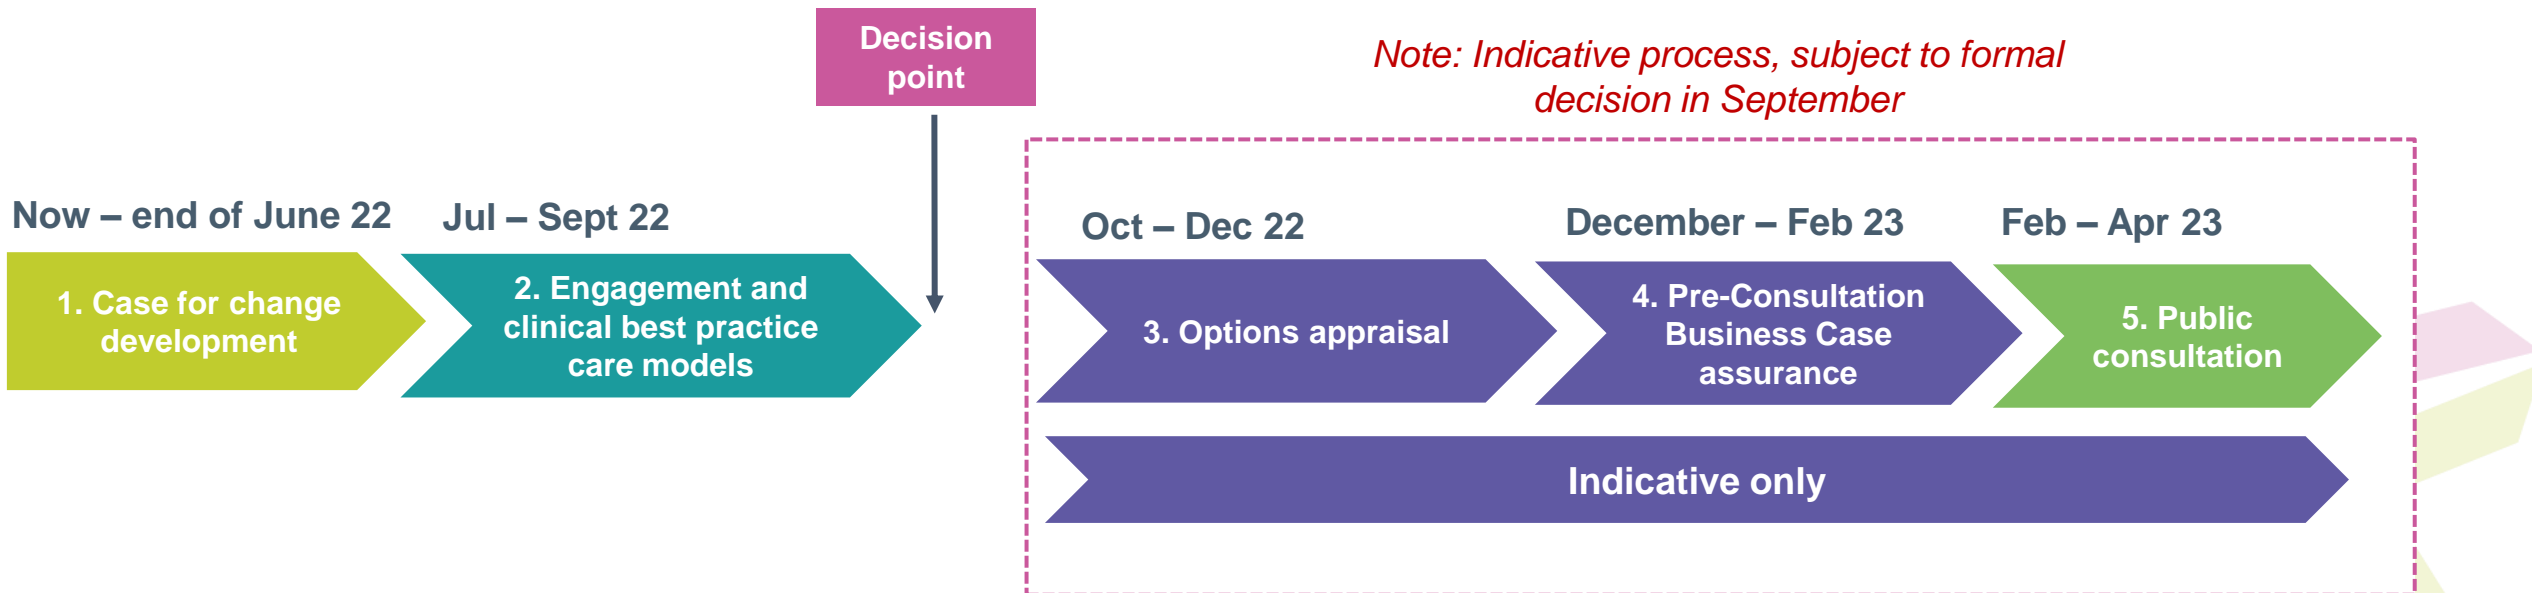 Decision
point
Note: Indicative process, subject to formal
decision in September
Now – end of June 22
Jul – Sept 22
Oct – Dec 22
December – Feb 23
Feb – Apr 23
1. Case for change
development
2. Engagement and
clinical best practice
care models
3. Options appraisal
4. Pre-Consultation
Business Case
assurance
5. Public
consultation
Indicative only